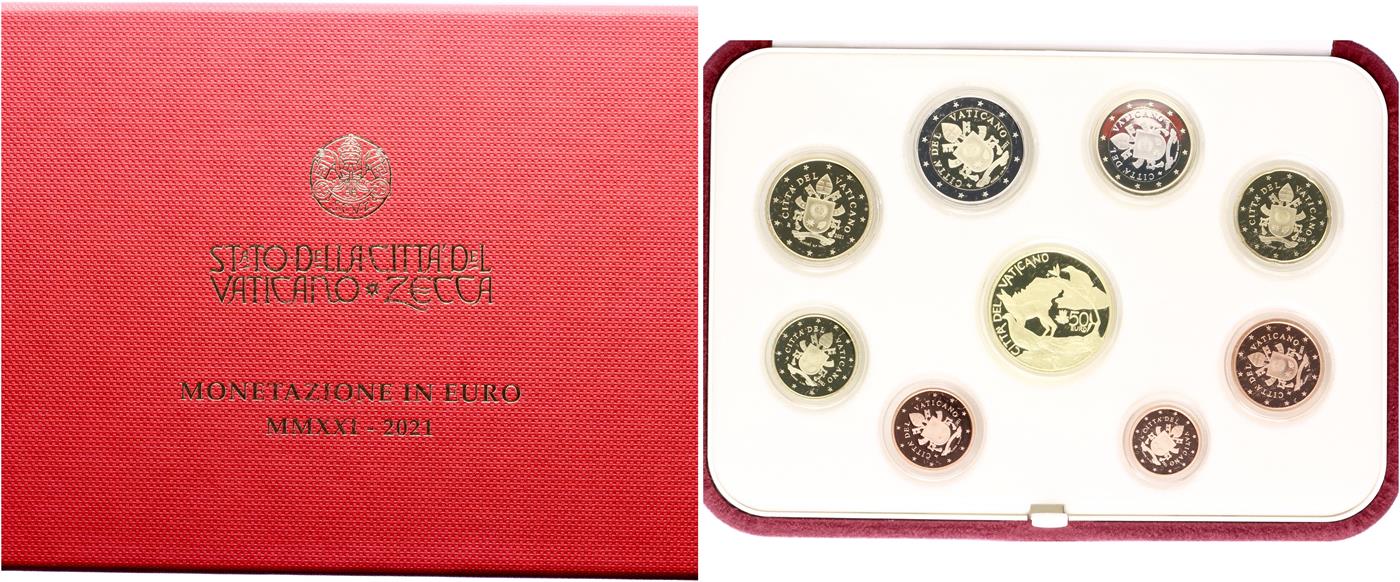 STATO DELLA CITTÀ DEL
VATICANO * ZECCA
MONETAZIONE IN EURO
MMXXI - 2021
CITTÀ DEL VATICANO
CITTÀ DEL VATICANO
CITTA' DEL VATICANO
2021
CITTÀ DEL VATICANO
CITTÀ DEL VATICANO
50
EURO
CITTÀ DEL VATICANO
CITTÀ DEL VATICANO
CITTÀ DEL VATICANO
CITTÀ DEL VATICANO